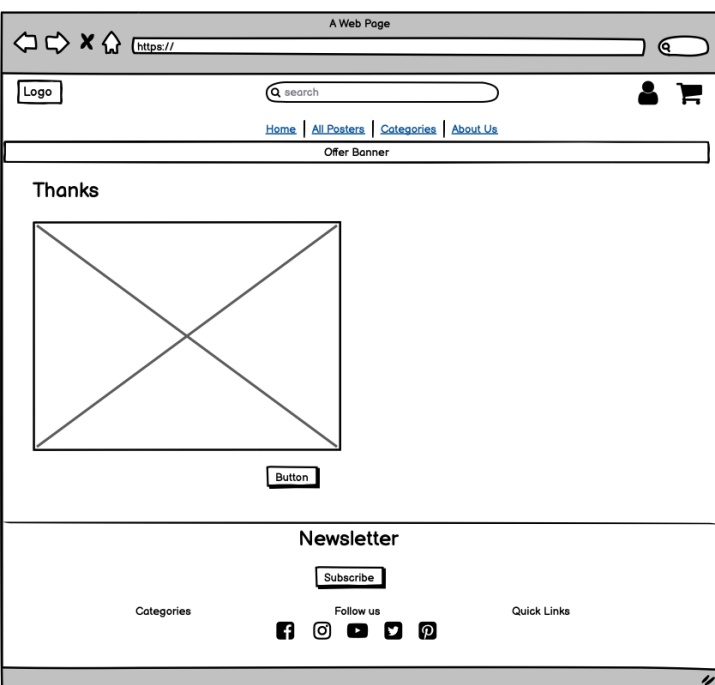 A Web Page
https://
Logo
search
Home All Posters Categories About Us
Offer Banner
Thanks
Button
Newsletter
Subscribe
Categories Follow us Quick Links